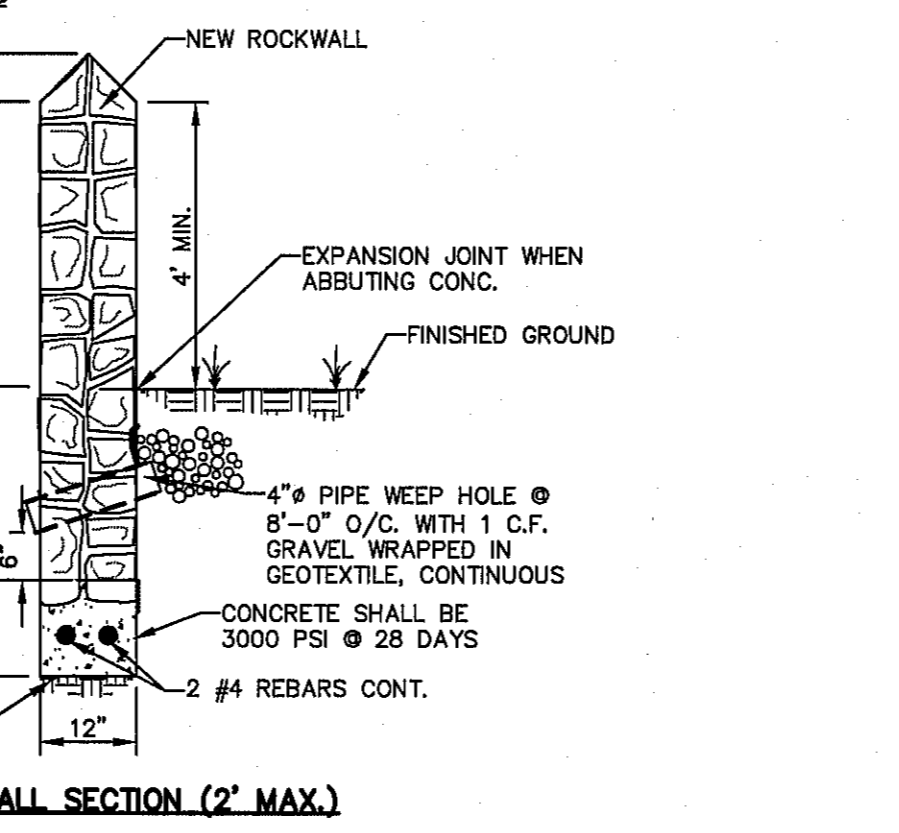 NEW ROCKWALL
4' MIN.
EXPANSION JOINT WHEN
ABBUTING CONC.
FINISHED GROUND
4"ø PIPE WEEP HOLE @
8'-0" O/C. WITH 1 C.F.
GRAVEL WRAPPED IN
GEOTEXTILE, CONTINUOUS
6"
CONCRETE SHALL BE
3000 PSI @ 28 DAYS
2 #4 REBARS CONT.
12"
ALL SECTION (2' MAX.)